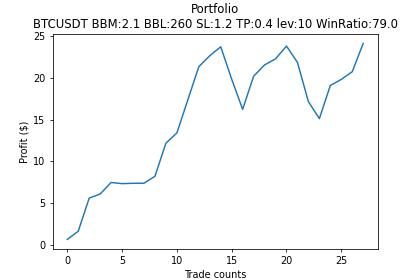 Portfolio
BTCUSDT BBM:2.1 BBL:260 SL:1.2 TP:0.4 lev:10 WinRatio:79.0
25
20
15
10
5
0
Profit ($)
0 5 10 15 20 25
Trade counts